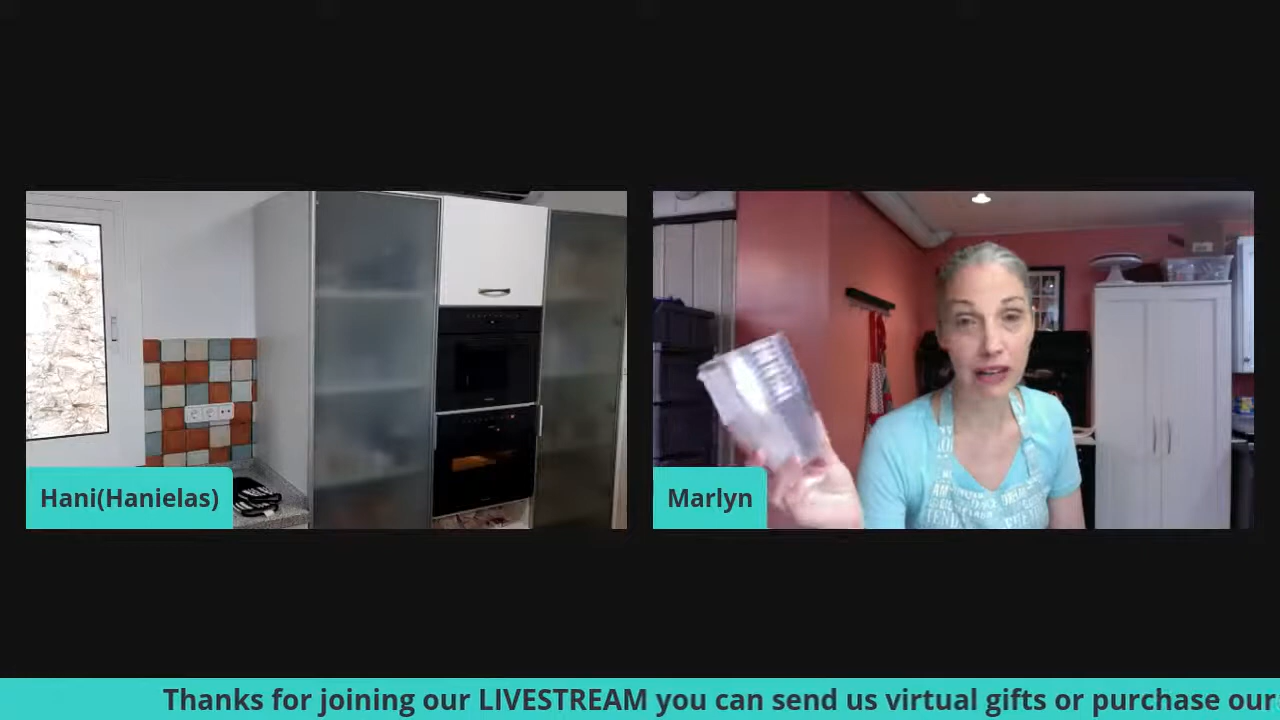 Hani(Hanielas)
Marlyn
Thanks for joining our LIVESTREAM you can send us virtual gifts or purchase our